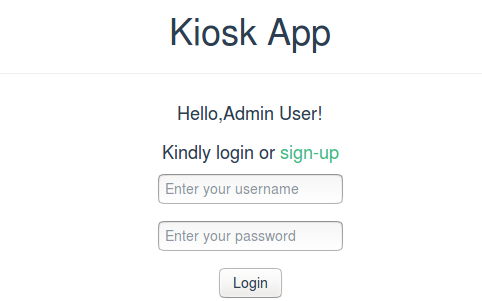 Kiosk App
Hello,Admin User!
Kindly login or sign-up
Enter your username
Enter your password
Login